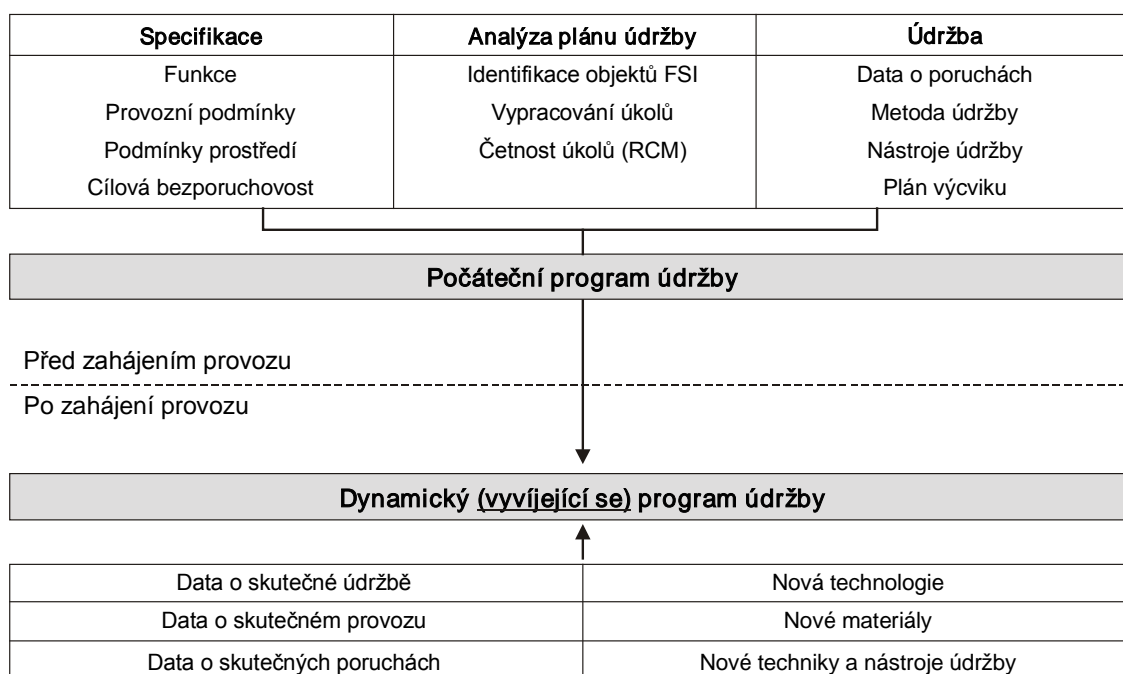 Specifikace Analýza plánu údržby Údržba
Funkce Identifikace objektů FSI Data o poruchách
Provozní podmínky Vypracování úkolů Metoda údržby
Podmínky prostředí Četnost úkolů (RCM) Nástroje údržby
Cílová bezporuchovost Plán výcviku
Počáteční program údržby
Před zahájením provozu
Po zahájení provozu
Dynamický (vyvíjející se) program údržby
Data o skutečné údržbě Nová technologie
Data o skutečném provozu Nové materiály
Data o skutečných poruchách Nové techniky a nástroje údržby